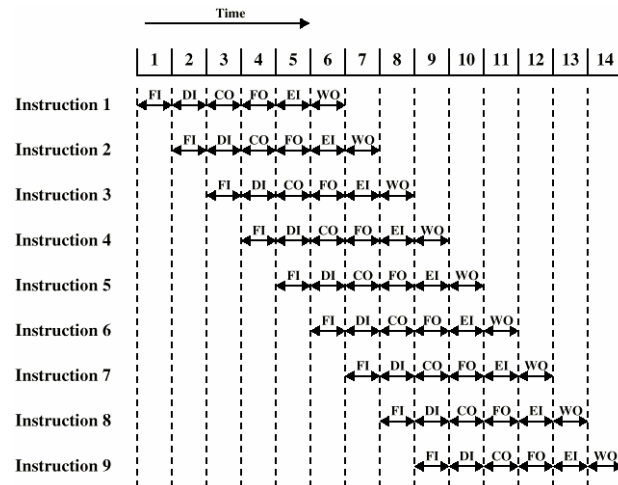 Time
1 2 3 4 5 6 7 8 9 10 11 12 13 14
Instruction 1 FI DI CO FO EI WO
Instruction 2 FI DI CO FO EI WO
Instruction 3 FI DI CO FO EI WO
Instruction 4 FI DI CO FO EI WO
Instruction 5 FI DI CO FO EI WO
Instruction 6 FI DI CO FO EI WO
Instruction 7 FI DI CO FO EI WO
Instruction 8 FI DI CO FO EI WO
Instruction 9 FI DI CO FO EI WO